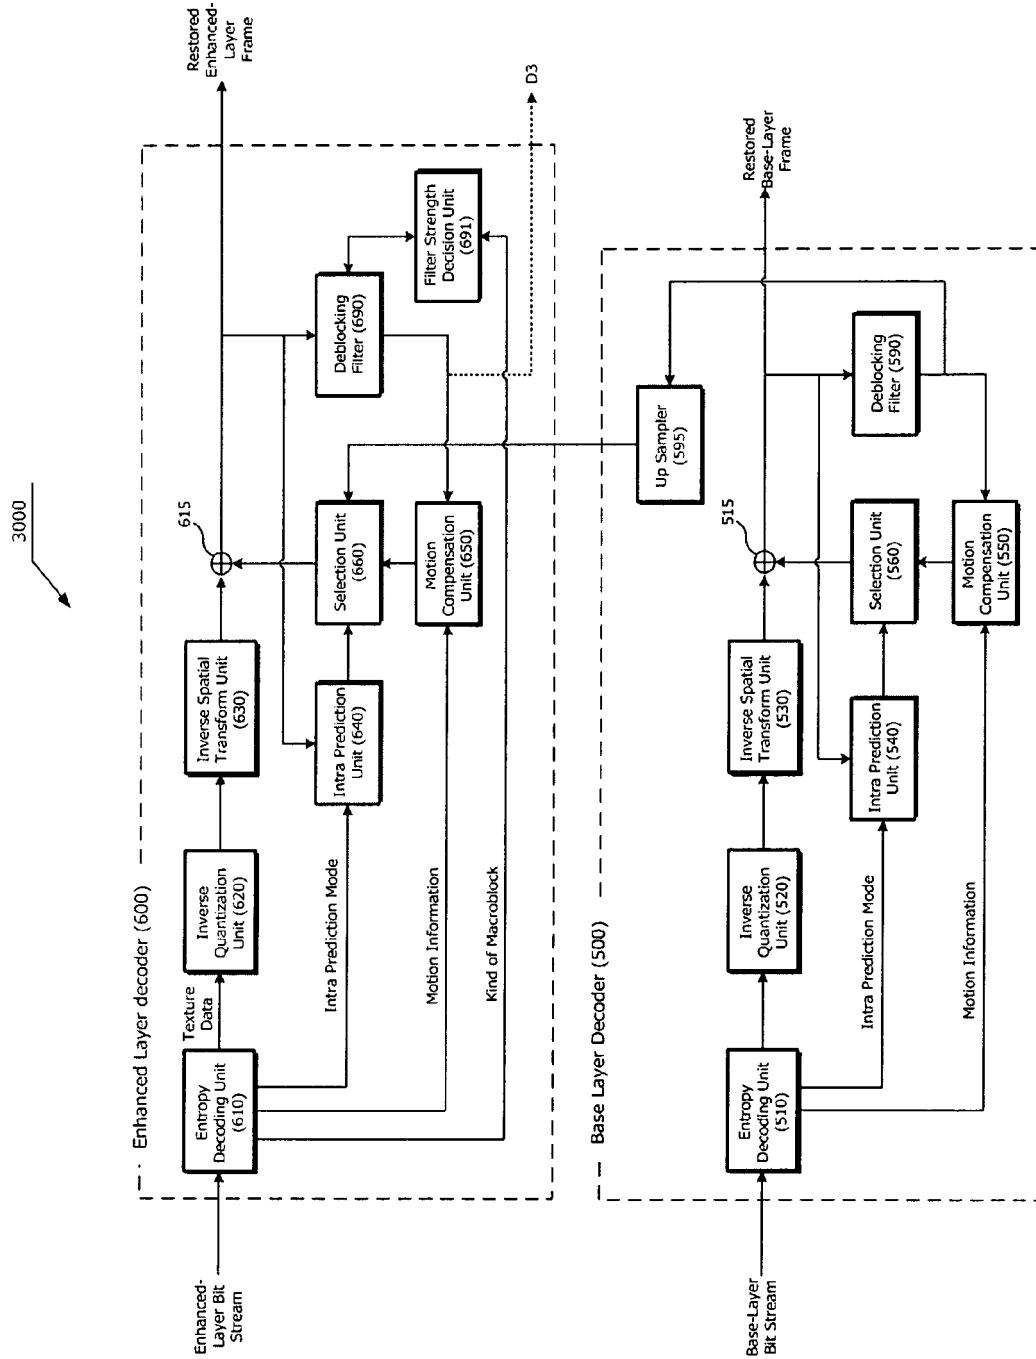 3000
Enhanced Layer decoder (600)
Enhanced-
Layer Bit
Stream
Entropy
Decoding Unit
(610)
Texture
Data
Inverse
Quantization
Unit (620)
Inverse Spatial
Transform Unit
(630)
615
Restored
Enhanced-
Layer
Frame
Intra Prediction Mode
Intra Prediction
Unit (640)
Selection Unit
(660)
Deblocking
Filter (690)
Motion Information
Motion
Compensation
Unit (650)
Filter Strength
Decision Unit
(691)
Kind of Macroblock
D3
Up Sampler
(595)
Base Layer Decoder (500)
Base-Layer
Bit Stream
Entropy
Decoding Unit
(510)
Inverse
Quantization
Unit (520)
Inverse Spatial
Transform Unit
(530)
515
Restored
Base-Layer
Frame
Intra Prediction Mode
Intra Prediction
Unit (540)
Selection Unit
(560)
Deblocking
Filter (590)
Motion Information
Motion
Compensation
Unit (550)